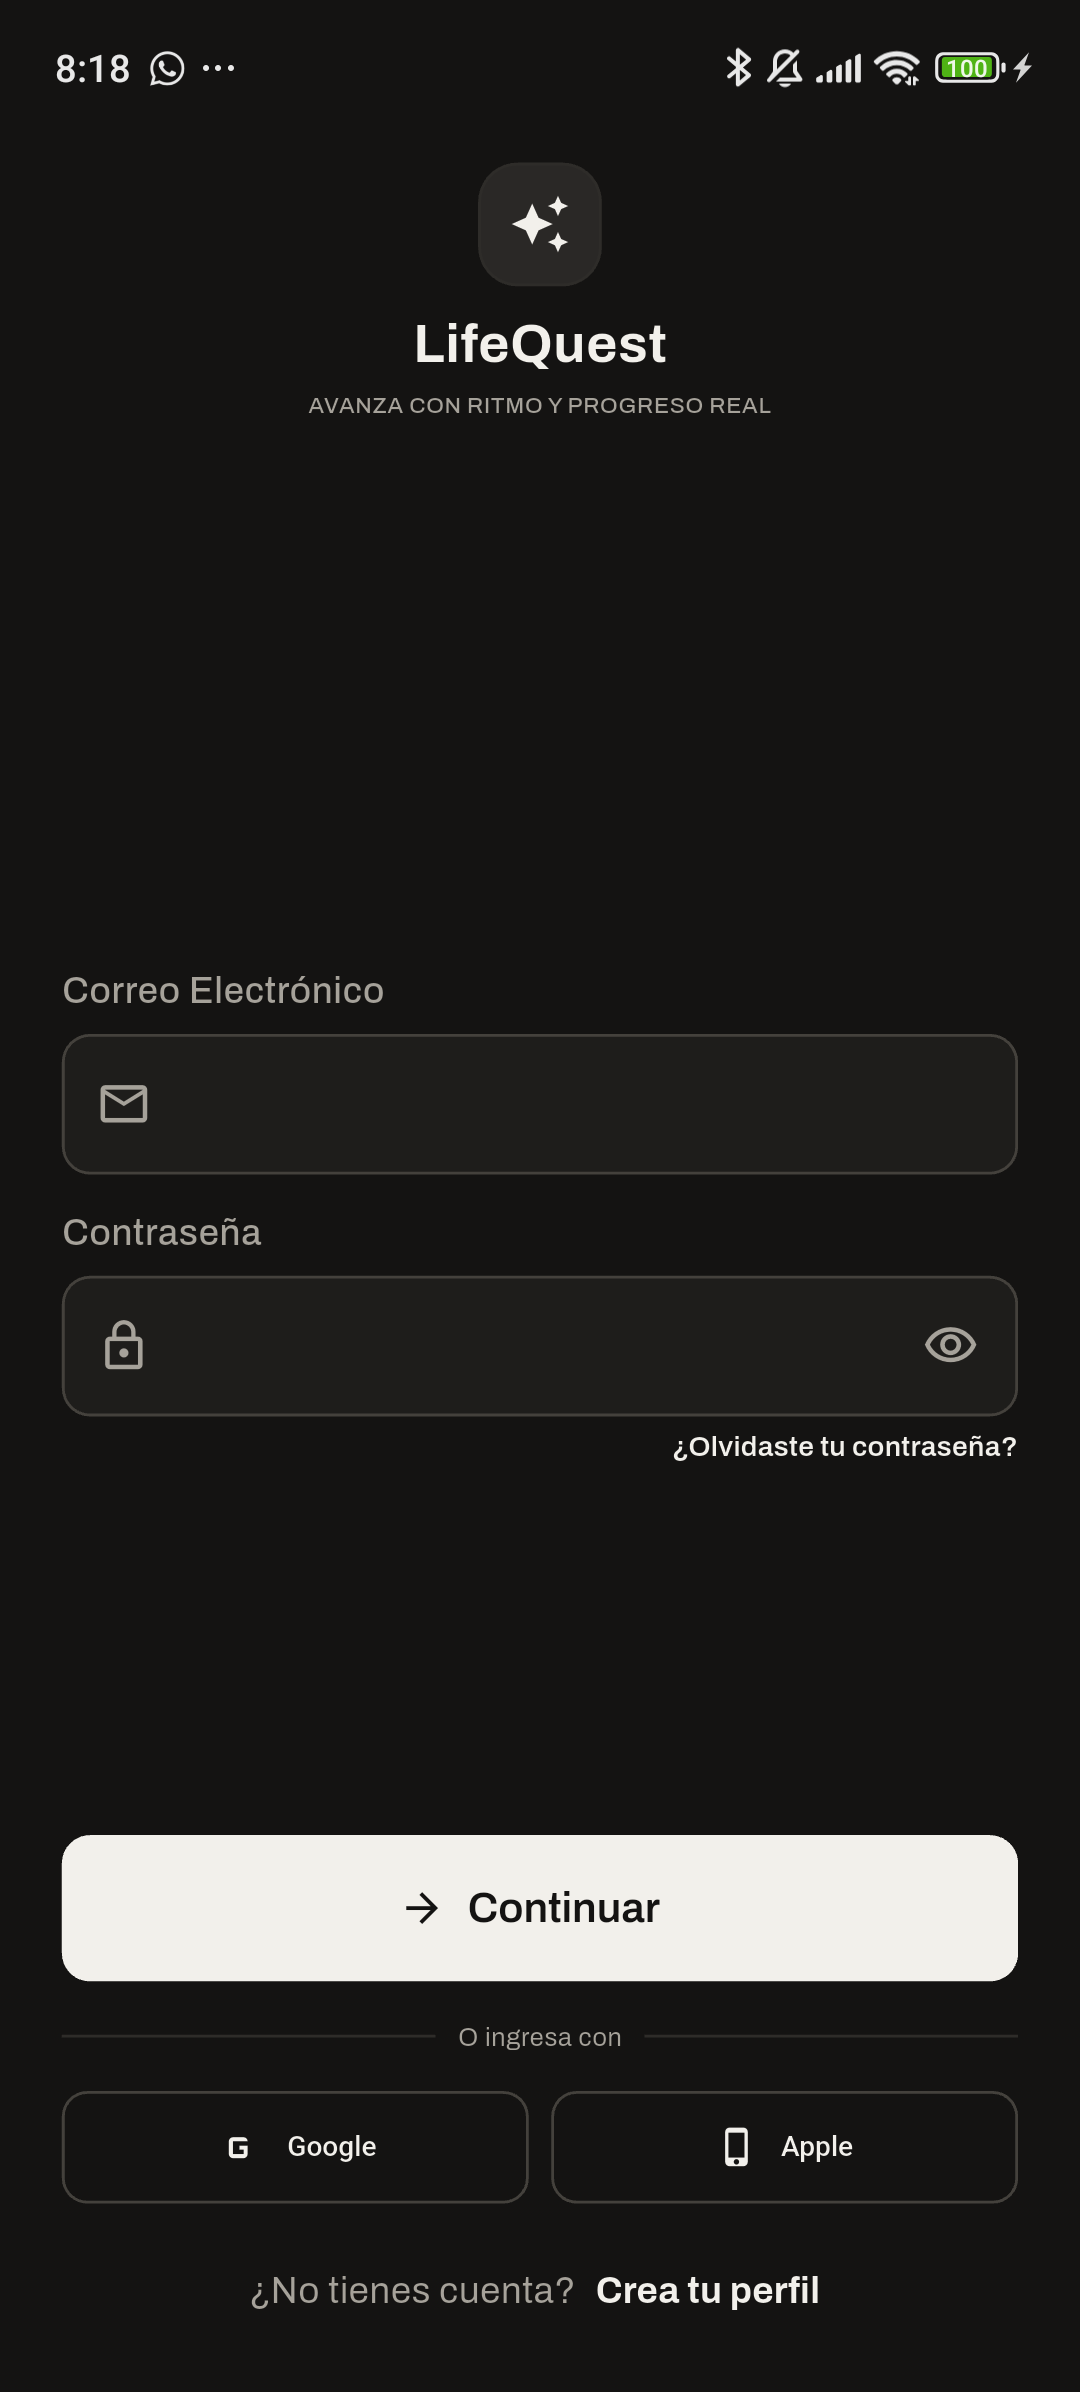 8:18
100
LifeQuest
AVANZA CON RITMO Y PROGRESO REAL
Correo Electrónico
Contraseña
¿Olvidaste tu contraseña?
Continuar
O ingresa con
G Google
Apple
¿No tienes cuenta? Crea tu perfil